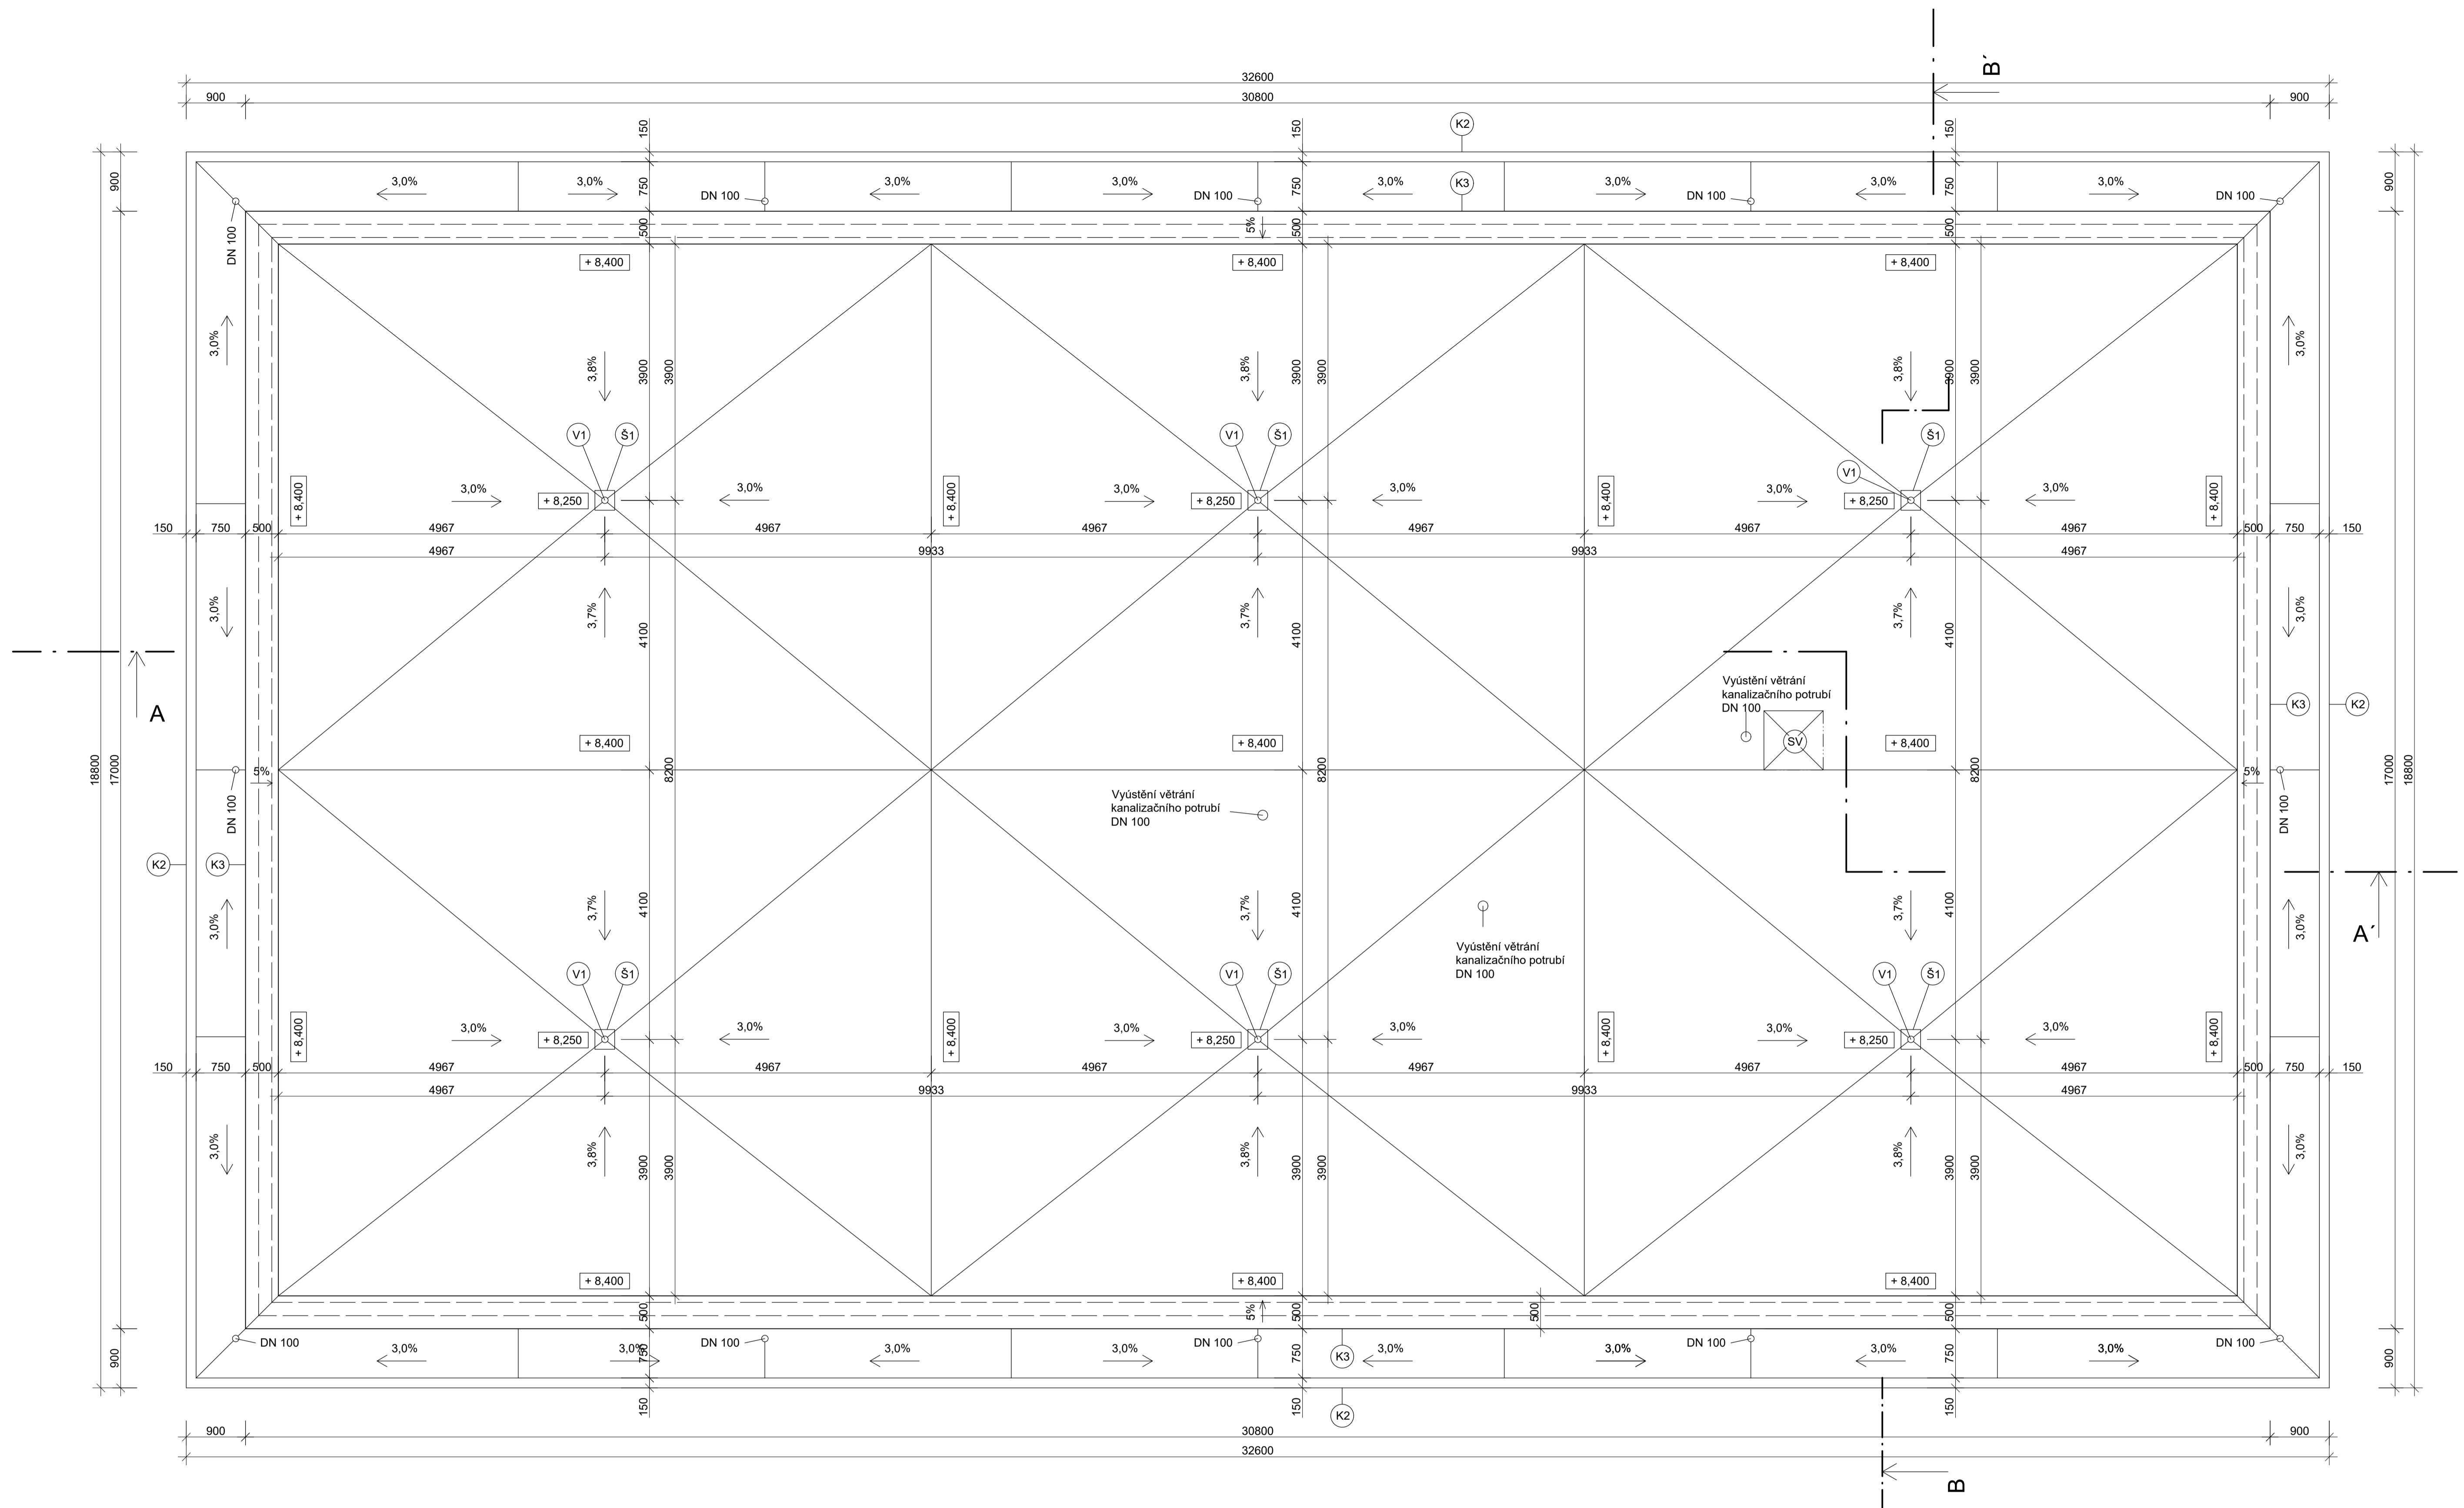 B´
32600
900 30800 900
150 150 150
K2
900 3,0% 3,0% 750 3,0% 3,0% 750 3,0% K3 3,0% 3,0% 750 3,0% 900
DN 100 DN 100 DN 100 DN 100
DN 100 500 5% 500 500
+ 8,400 + 8,400 + 8,400
3,0% 3,0%
3,8% 3900 3900 3,8% 3900 3900 3,8% 3900 3900
V1 Š1 V1 Š1 Š1
V1
+ 8,400 3,0% + 8,250 3,0% + 8,400 3,0% + 8,250 3,0% + 8,400 3,0% + 8,250 3,0% + 8,400
150 750 500 4967 4967 4967 4967 4967 4967 500 750 150
4967 9933 9933 4967
3,0% 3,7% 4100 3,7% 4100 3,7% 4100 3,0%
A
Vyústění větrání
kanalizačního potrubí
DN 100
K3 K2
+ 8,400 + 8,400 SV + 8,400
18800 17000 5% 8200 8200 8200 5% 17000 18800
Vyústění větrání
kanalizačního potrubí
DN 100
DN 100 DN 100
K2 K3
3,0% 3,7% 4100 3,7% 4100 3,7% 4100 3,0%
A´
Vyústění větrání
kanalizačního potrubí
DN 100
V1 Š1 V1 Š1 V1 Š1
+ 8,400 3,0% + 8,250 3,0% + 8,400 3,0% + 8,250 3,0% + 8,400 3,0% + 8,250 3,0% + 8,400
150 750 500 4967 4967 4967 4967 4967 4967 500 750 150
4967 9933 9933 4967
3,0% 3,8% 3900 3900 3,8% 3900 3900 3,8% 3900 3900 3,0%
+ 8,400 + 8,400 + 8,400
500 5% 500 500 500
DN 100 DN 100 DN 100 DN 100 DN 100
900 3,0% 3,0% 750 3,0% 3,0% 750 K3 3,0% 3,0% 3,0% 750 3,0% 900
150 150 K2 150
900 30800 900
32600
B